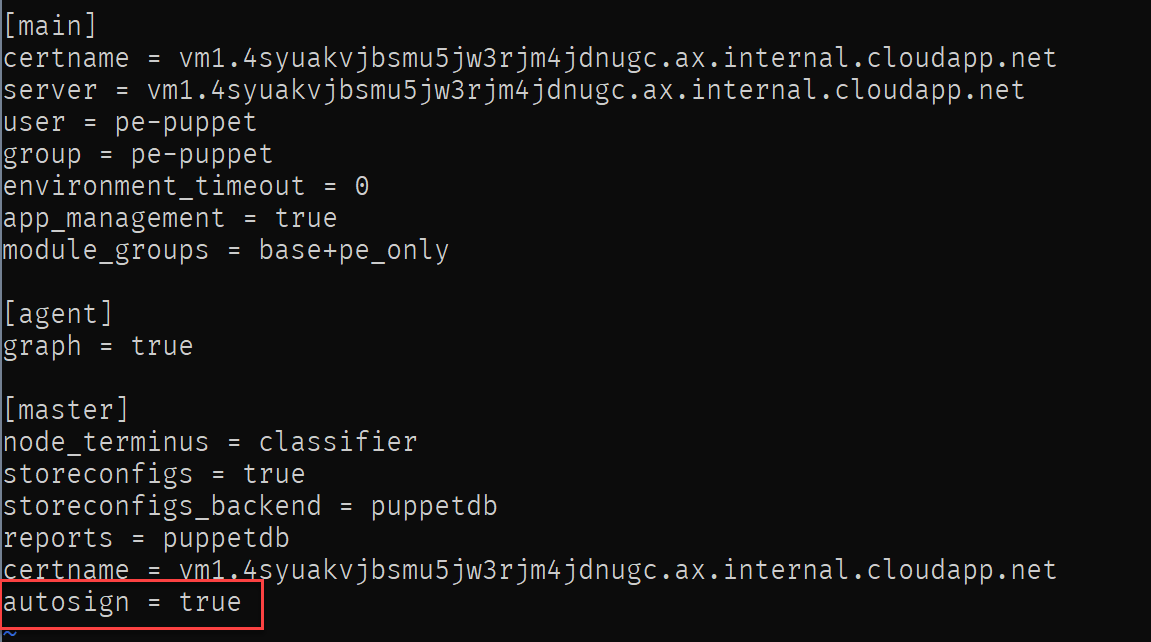 [main]
certname = vm1.4syuakvjbsmu5jw3rjm4jdnugc.ax.internal.cloudapp.net
server = vm1.4syuakvjbsmu5jw3rjm4jdnugc.ax.internal.cloudapp.net
user = pe-puppet
group = pe-puppet
environment_timeout = 0
app_management = true
module_groups = base+pe_only
[agent]
graph = true
[master]
node_terminus = classifier
storeconfigs = true
storeconfigs_backend = puppetdb
reports = puppetdb
certname = vm1.4syuakvjbsmu5jw3rjm4jdnugc.ax.internal.cloudapp.net
autosign = true
~